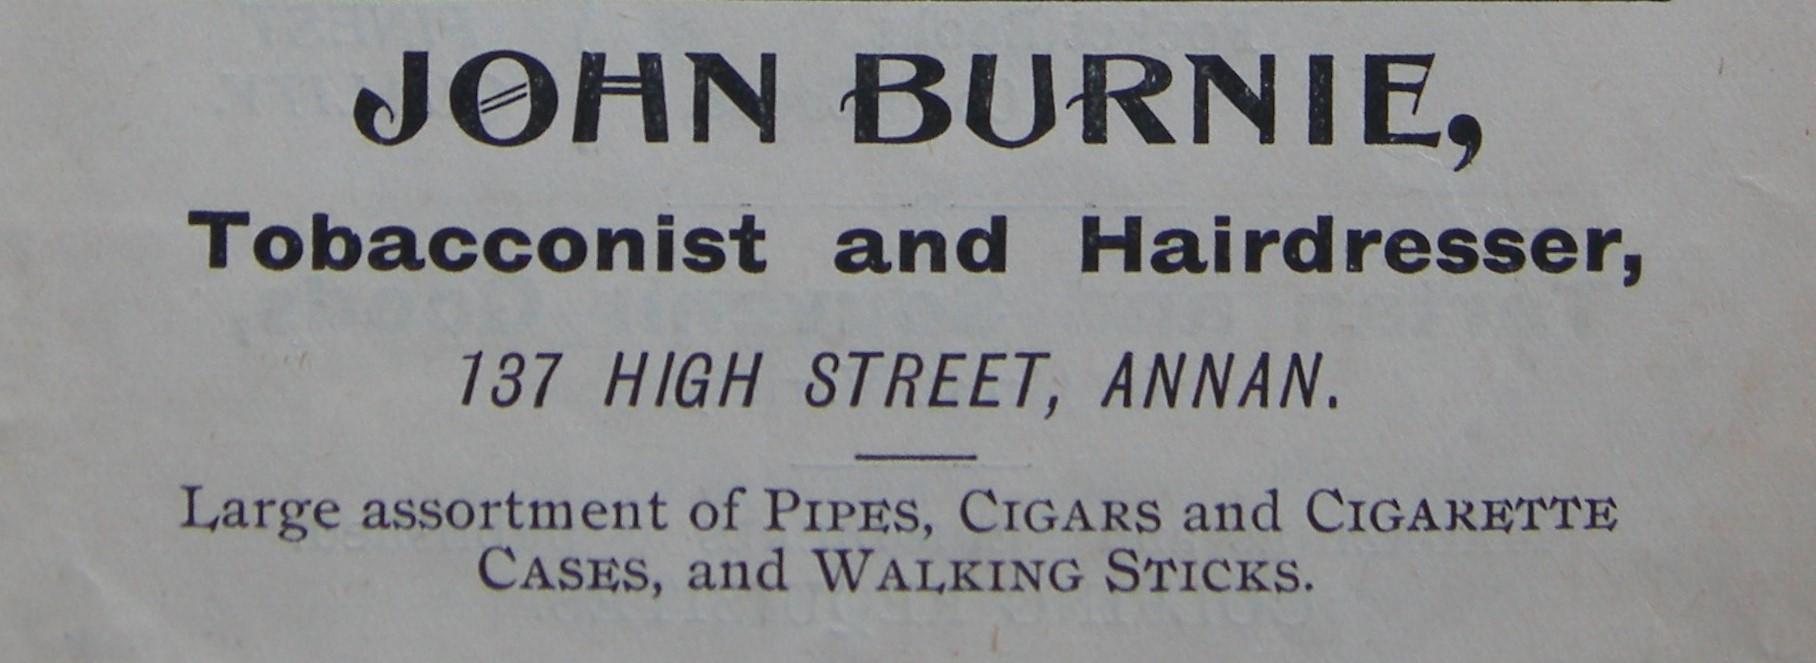 JOHN BURNIE,
Tobacconist and Hairdresser,
137 HIGH STREET, ANNAN.
Large assortment of PIPES, CIGARS and CIGARETTE
CASES, and WALKING STICKS.